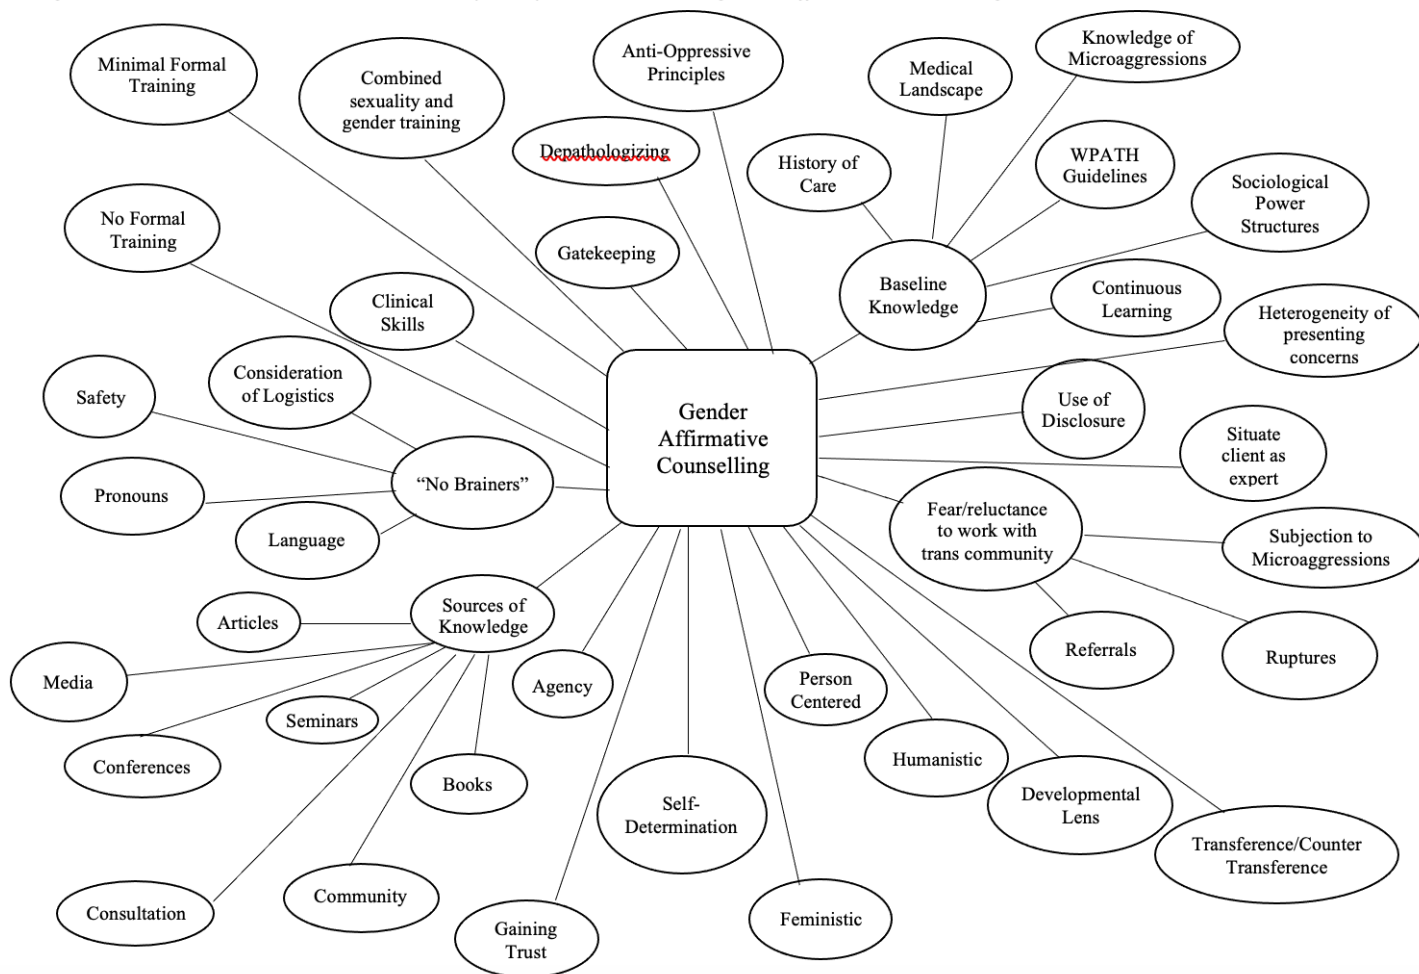 Minimal Formal
Training
Combined
sexuality and
gender training
Anti-Oppressive
Principles
Medical
Landscape
Knowledge of
Microaggressions
Depathologizing
History of
Care
WPATH
Guidelines
Sociological
Power
Structures
No Formal
Training
Gatekeeping
Baseline
Knowledge
Continuous
Learning
Clinical
Skills
Heterogeneity of
presenting
concerns
Safety
Consideration
of Logistics
Gender
Affirmative
Counselling
Use of
Disclosure
Situate
client as
expert
Pronouns
“No Brainers”
Language
Fear/reluctance
to work with
trans community
Subjection to
Microaggressions
Articles
Sources of
Knowledge
Referrals
Ruptures
Media
Seminars
Agency
Person
Centered
Conferences
Books
Humanistic
Self-
Determination
Developmental
Lens
Transference/Counter
Transference
Consultation
Community
Gaining
Trust
Feministic